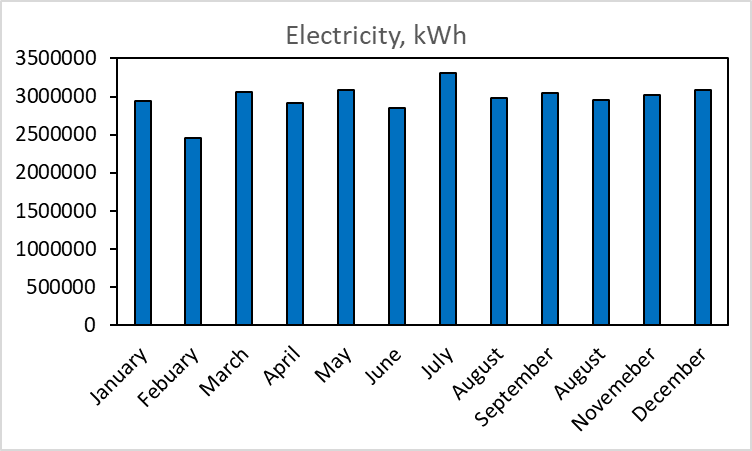 Electricity, kWh
3500000
3000000
2500000
2000000
1500000
1000000
500000
0
January
Febuary
March
April
May
June
July
August
September
August
Novemeber
December